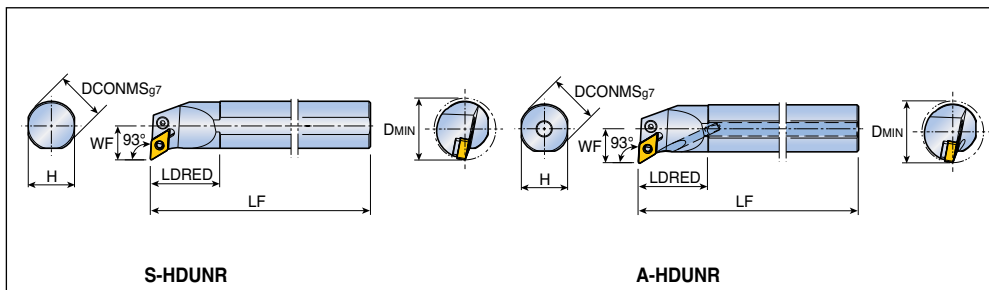 DCONMSg7
WF
93°
H
LDRED
LF
DMIN
S-HDUNR
DCONMSg7
WF
93°
H
LDRED
LF
DMIN
A-HDUNR